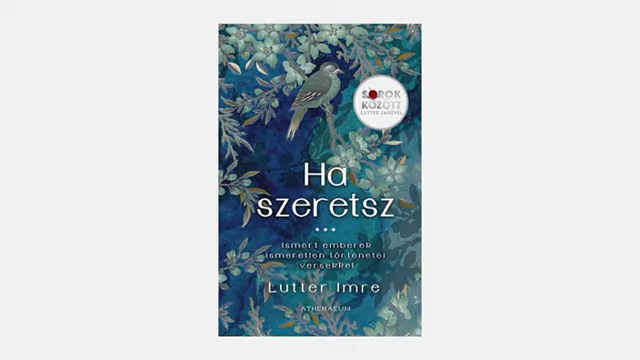 SOROK
KÖZÖTT
LUTTER IMRÉVEL
Ha
szeretsz
...
Ismert emberek
ismeretlen történetei
versekkel
Lutter Imre
ATHENAEUM